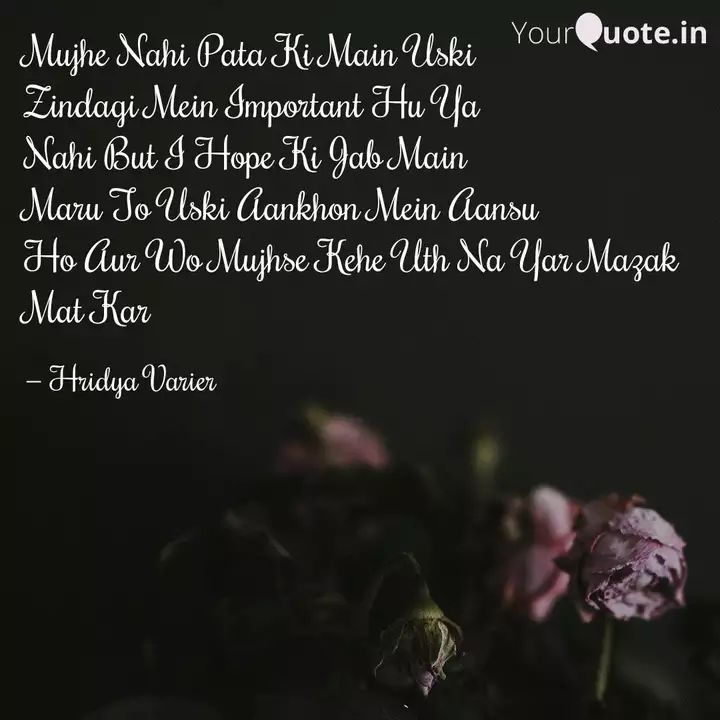 YourQuote.in
Mujhe Nahi Pata Ki Main Uski
Zindagi Mein Important Hu Ya
Nahi But I Hope Ki Jab Main
Maru To Uski Aankhon Mein Aansu
Ho Aur Wo Mujhse Kehe Uth Na Yar Mazak
Mat Kar
– Hridya Varier